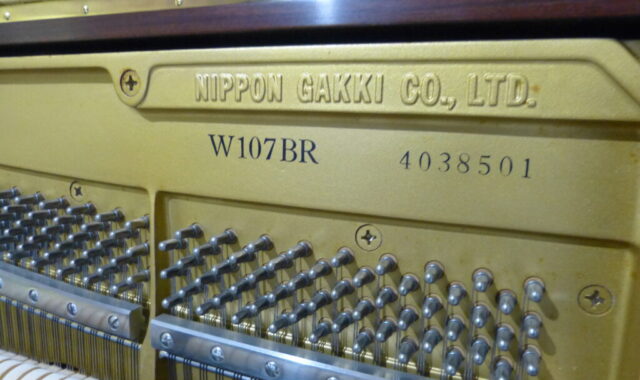 NIPPON GAKKI CO., LTD.
W107BR 4038501